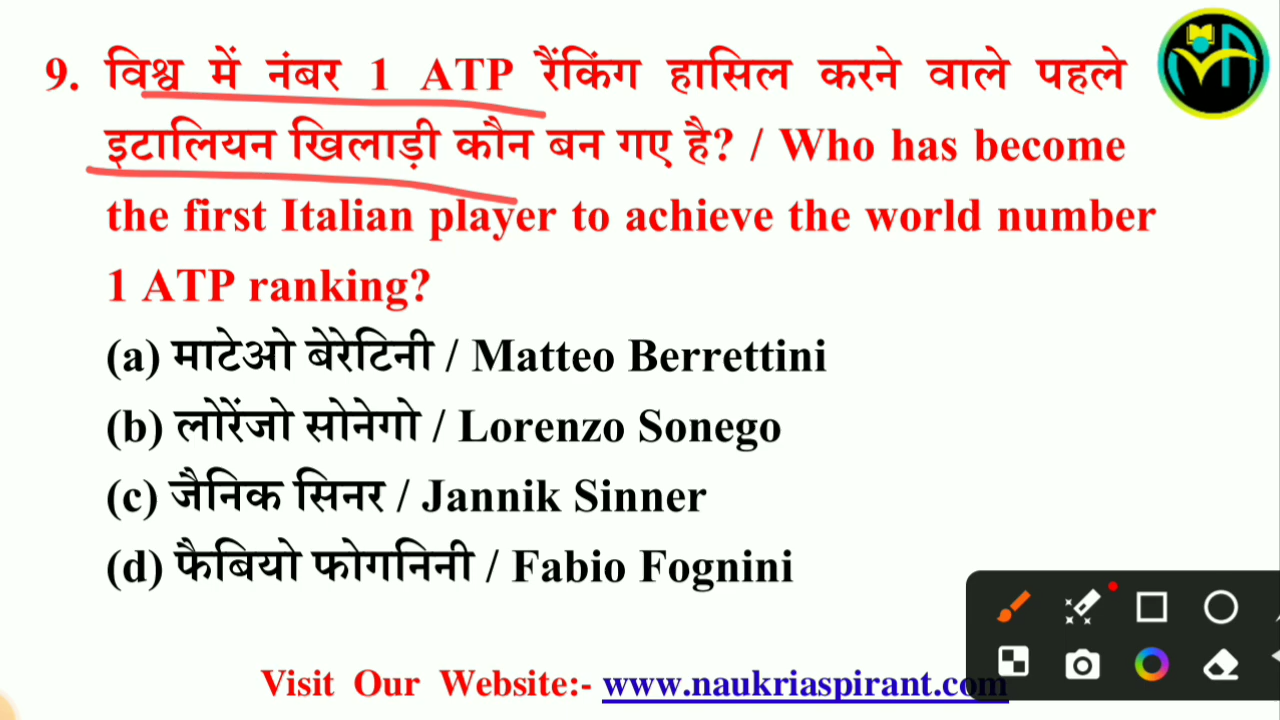 9. विश्व में नंबर 1 ATP रैंकिंग हासिल करने वाले पहले
इटालियन खिलाड़ी कौन बन गए है? / Who has become
the first Italian player to achieve the world number
1 ATP ranking?
(a) माटेओ बेरेटिनी / Matteo Berrettini
(b) लोरेंजो सोनेगो / Lorenzo Sonego
(c) जैनिक सिनर / Jannik Sinner
(d) फैबियो फोगनिनी / Fabio Fognini
Visit Our Website:- www.naukriaspirant.com